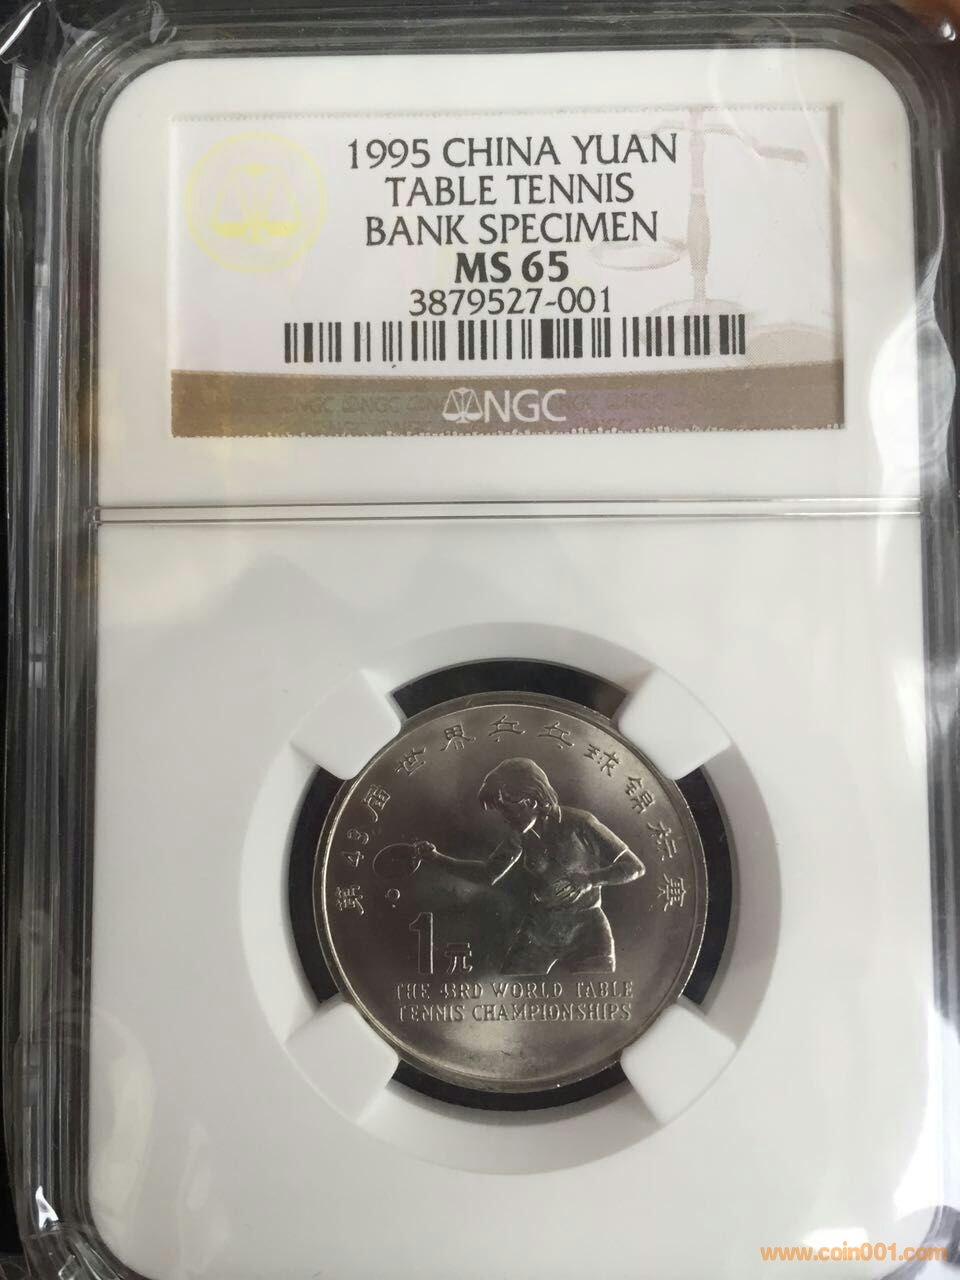 1995 CHINA YUAN
TABLE TENNIS
BANK SPECIMEN
MS 65
3879527-001
NGC
第43届世界乒乓球锦标赛
1元
THE 43RD WORLD TABLE
TENNIS CHAMPIONSHIPS
www.coin001.com